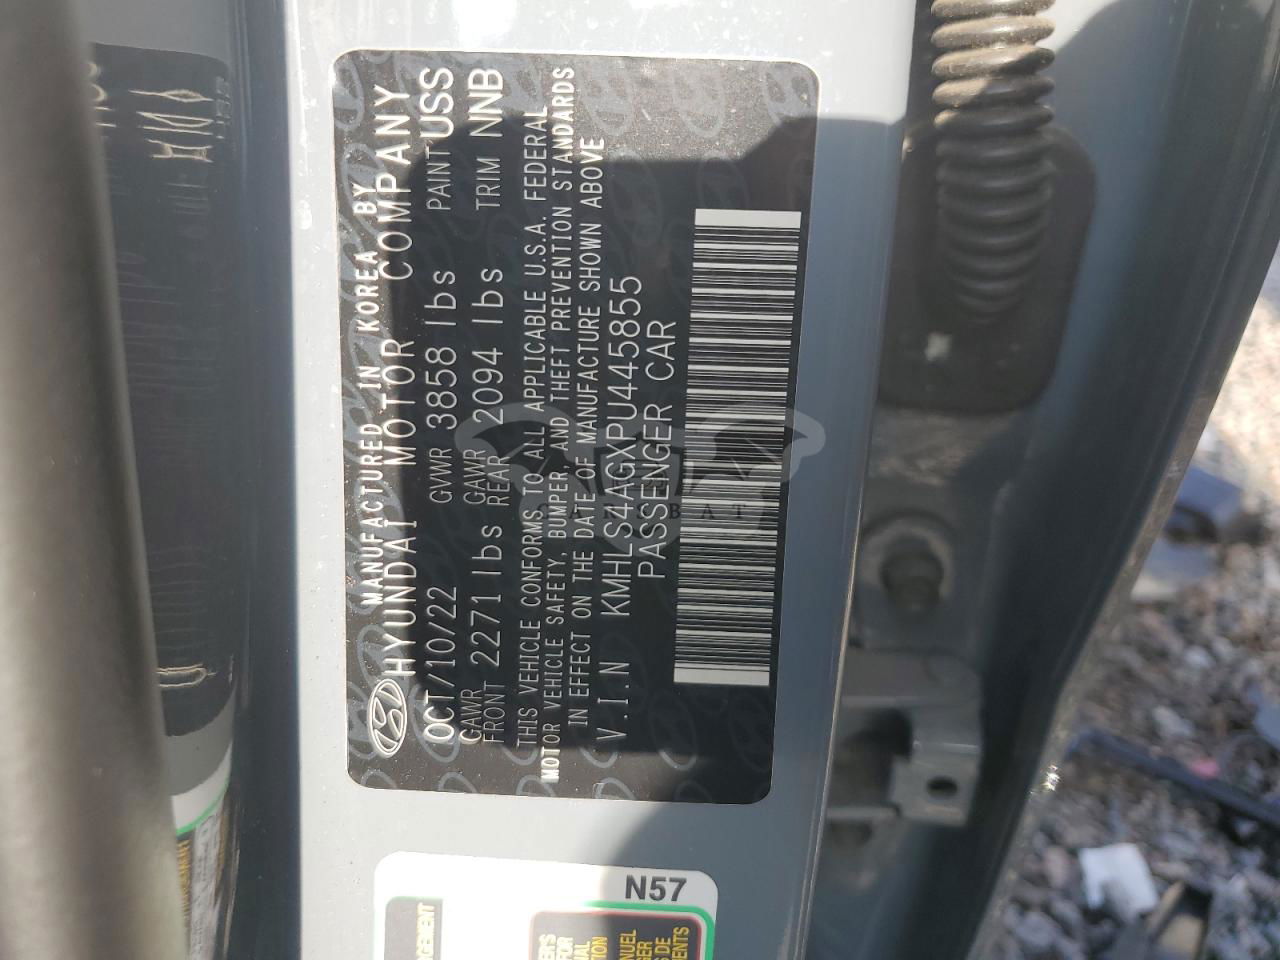 MANUFACTURED IN KOREA BY
HYUNDAI MOTOR COMPANY
OCT/10/22 GVWR 3858 lbs PAINT USS
GAWR FRONT 2271 lbs GAWR REAR 2094 lbs TRIM NNB
THIS VEHICLE CONFORMS TO ALL APPLICABLE U.S.A. FEDERAL
MOTOR VEHICLE SAFETY, BUMPER, AND THEFT PREVENTION STANDARDS
IN EFFECT ON THE DATE OF MANUFACTURE SHOWN ABOVE
V.I.N KMHLS4AGXPU445855
PASSENGER CAR
CARSBAT
N57